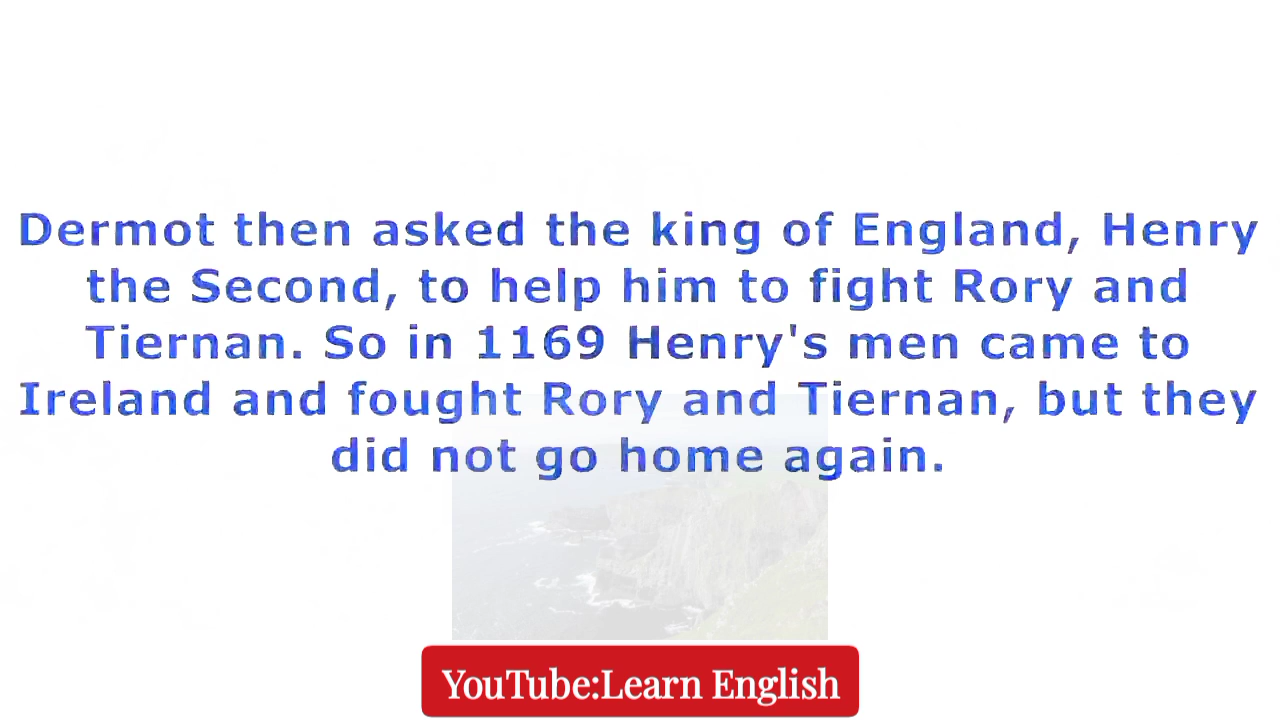 Dermot then asked the king of England, Henry
the Second, to help him to fight Rory and
Tiernan. So in 1169 Henry's men came to
Ireland and fought Rory and Tiernan, but they
did not go home again.
YouTube:Learn English